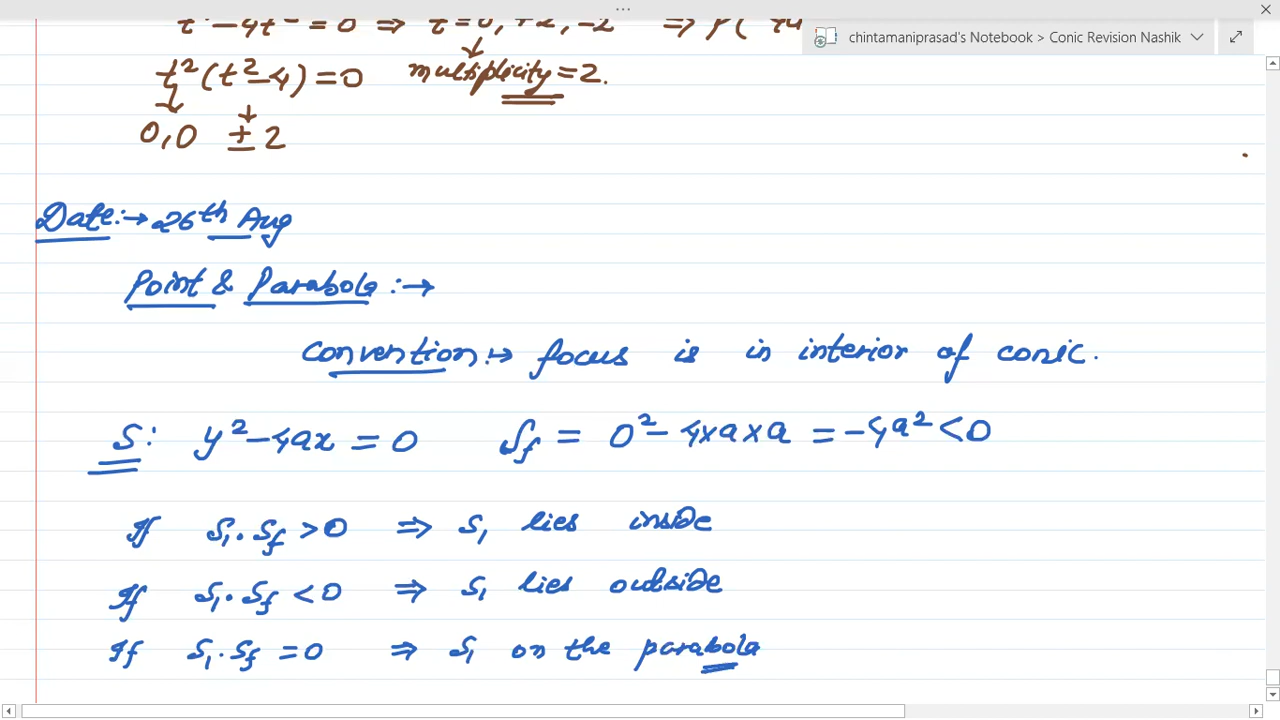 chintamaniprasad's Notebook > Conic Revision Nashik
t² (t² - 4) = 0 multiplicity = 2.
0, 0 ± 2
Date :→ 26th Aug
Point & Parabola :→
Convention :→ focus is in interior of conic.
S : y² - 4ax = 0 Sf = 0² - 4×a×a = -4a² < 0
If S₁ . Sf > 0 ⇒ S₁ lies inside
If S₁ . Sf < 0 ⇒ S₁ lies outside
If S₁ . Sf = 0 ⇒ S₁ on the parabola